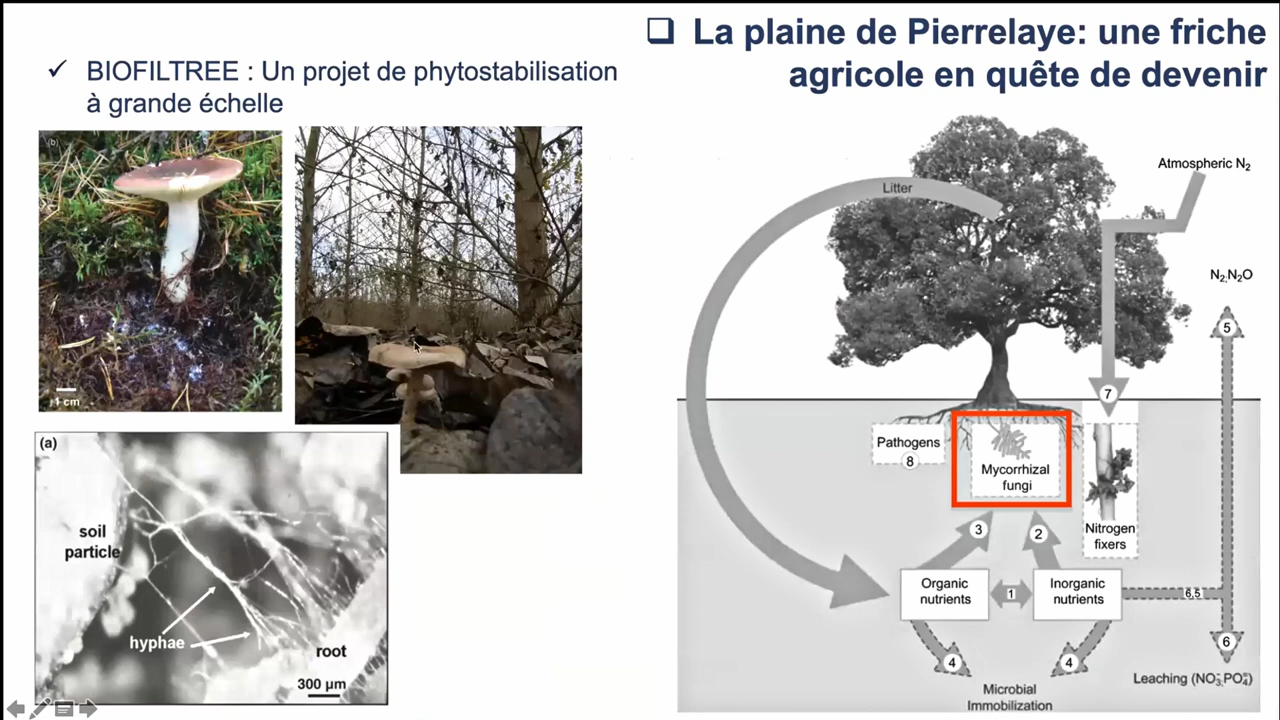 ❑ La plaine de Pierrelaye: une friche
agricole en quête de devenir
✓ BIOFILTREE : Un projet de phytostabilisation
à grande échelle
(b)
1 cm
(a)
soil
particle
hyphae
root
300 µm
Litter
Atmospheric N₂
N₂,N₂O
5
7
Pathogens
8
Mycorrhizal
fungi
Nitrogen
fixers
3
2
Organic
nutrients
1
Inorganic
nutrients
6,5
4
4
6
Leaching (NO₃⁻,PO₄³⁻)
Microbial
Immobilization